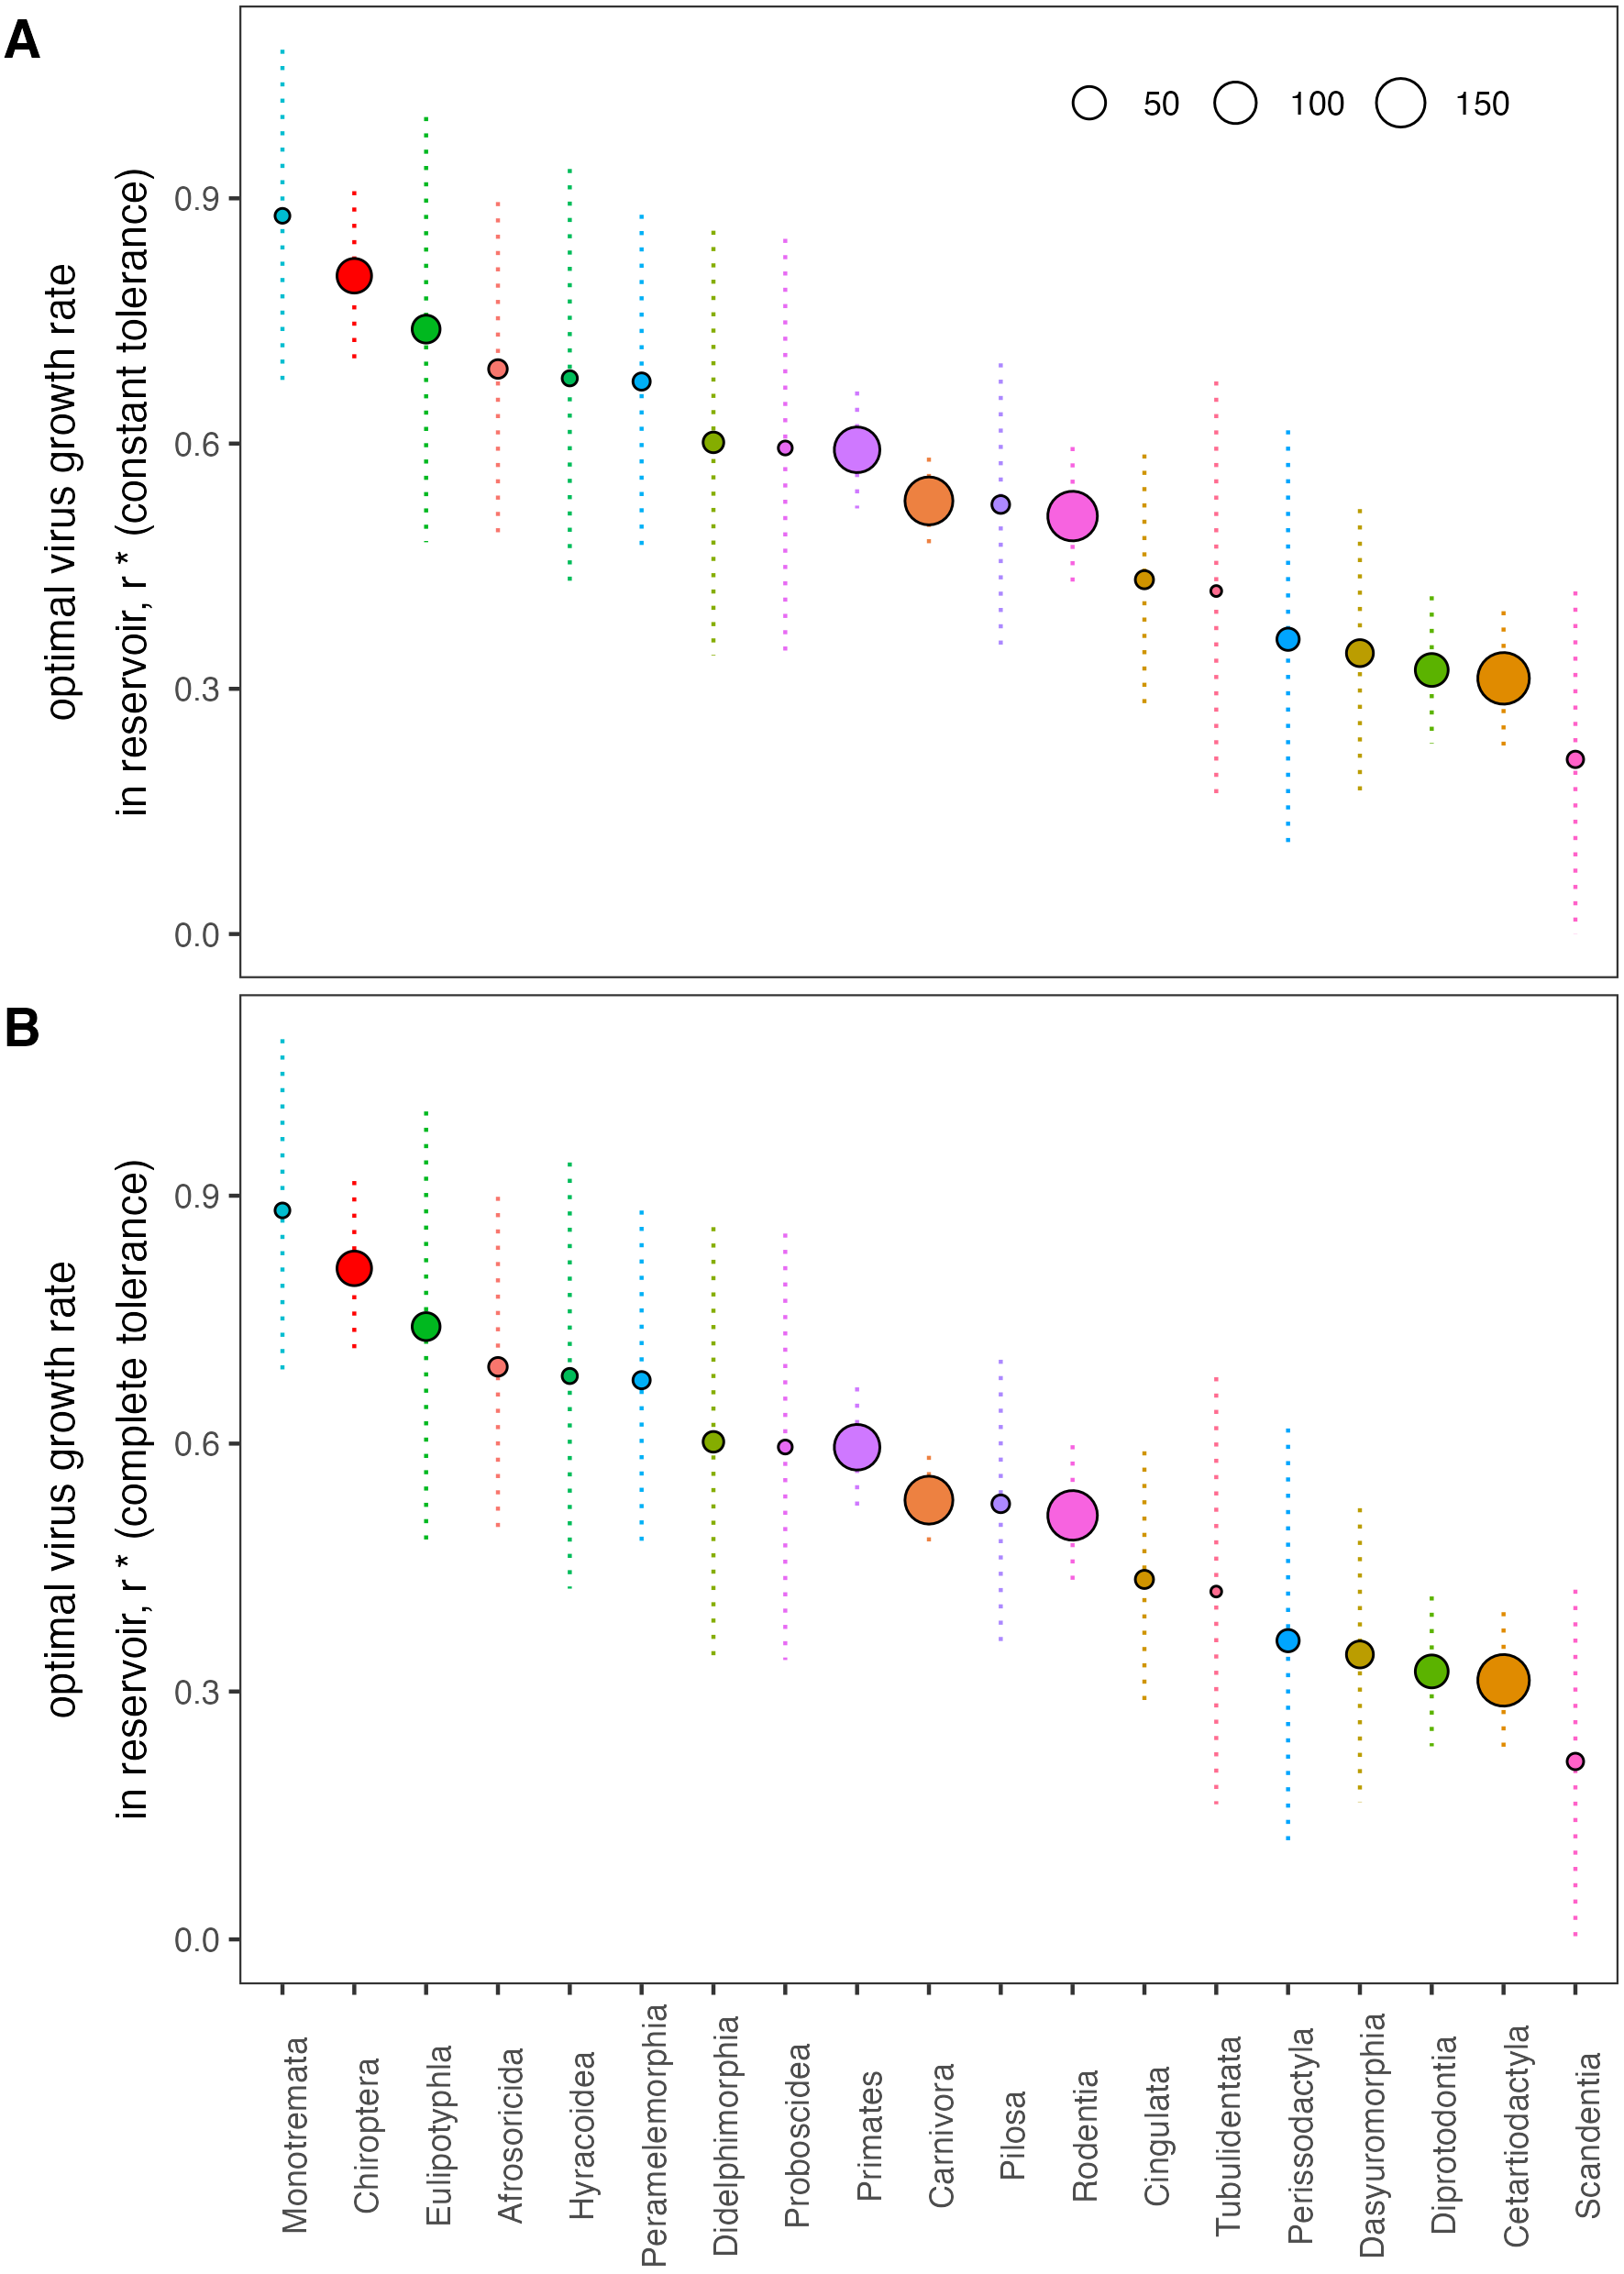 A
optimal virus growth rate
in reservoir, r * (constant tolerance)
50 100 150
0.9
0.6
0.3
0.0
B
optimal virus growth rate
in reservoir, r * (complete tolerance)
0.9
0.6
0.3
0.0
Monotremata
Chiroptera
Eulipotyphla
Afrosoricida
Hyracoidea
Peramelemorphia
Didelphimorphia
Proboscidea
Primates
Carnivora
Pilosa
Rodentia
Cingulata
Tubulidentata
Perissodactyla
Dasyuromorphia
Diprotodontia
Cetartiodactyla
Scandentia